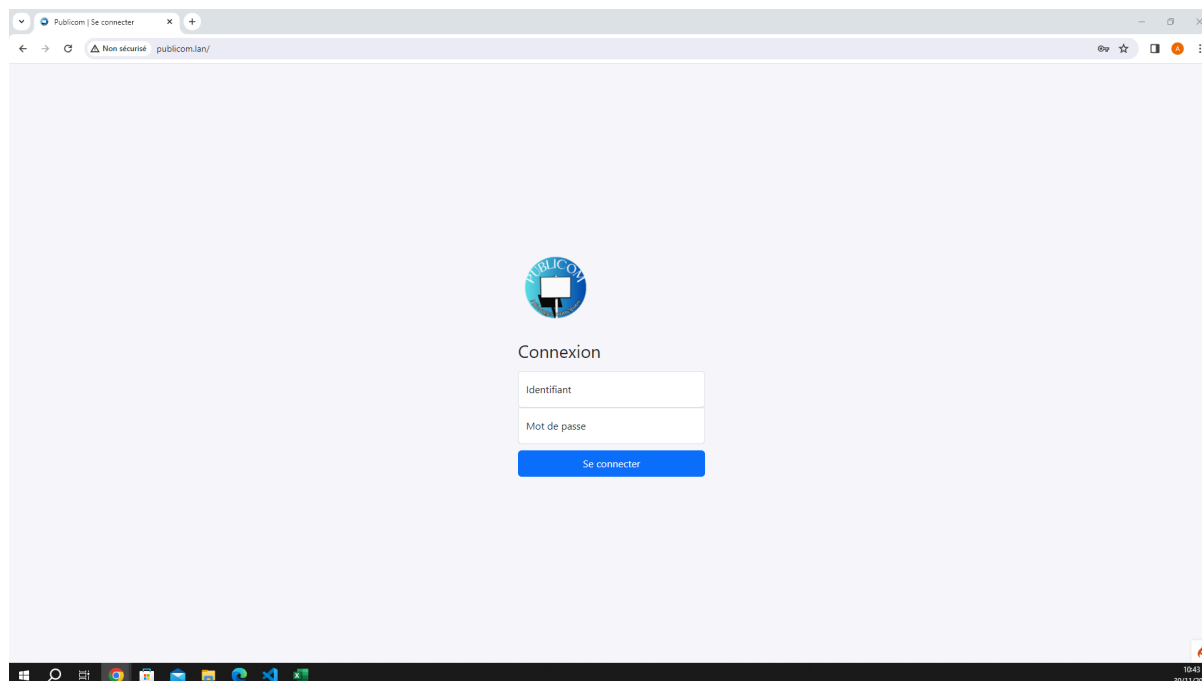 Publicom | Se connecter
Non sécurisé publicom.lan/
A
PUBLICOM
Connexion
Identifiant
Mot de passe
Se connecter
10:43